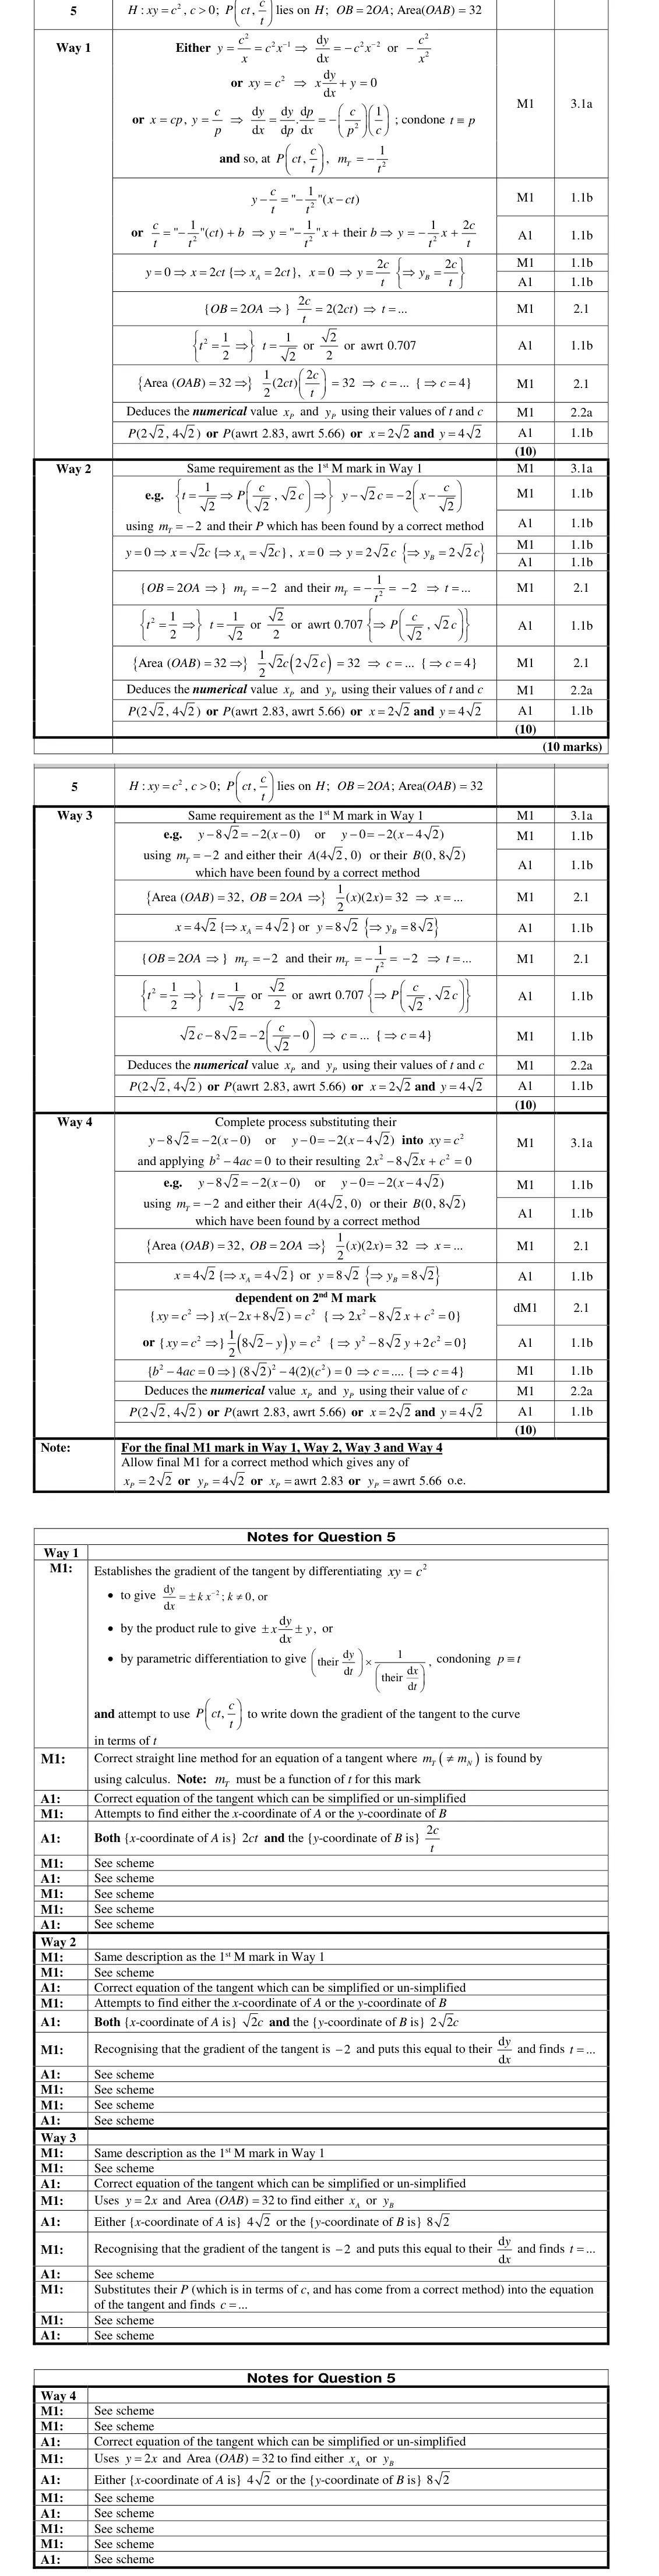 5 H : xy = c², c > 0; P(ct, c/t) lies on H; OB = 2OA; Area(OAB) = 32
Way 1 Either y = c²/x = c²x⁻¹ ⇒ dy/dx = −c²x⁻² or −c²/x²
or xy = c² ⇒ x dy/dx + y = 0
or x = cp, y = c/p ⇒ dy/dx = dy/dp · dp/dx = −(c/p²)(1/c) ; condone t ≡ p
and so, at P(ct, c/t), m_T = −1/t²
M1 3.1a
y − c/t = "−1/t²"(x − ct) M1 1.1b
or c/t = "−1/t²"(ct) + b ⇒ y = "−1/t²"x + their b ⇒ y = −1/t² x + 2c/t A1 1.1b
y = 0 ⇒ x = 2ct {⇒ x_A = 2ct}, x = 0 ⇒ y = 2c/t {⇒ y_B = 2c/t} M1 1.1b
A1 1.1b
{OB = 2OA ⇒} 2c/t = 2(2ct) ⇒ t = ... M1 2.1
{t² = 1/2 ⇒} t = 1/√2 or √2/2 or awrt 0.707 A1 1.1b
{Area (OAB) = 32 ⇒} ½(2ct)(2c/t) = 32 ⇒ c = ... {⇒ c = 4} M1 2.1
Deduces the numerical value x_P and y_P using their values of t and c M1 2.2a
P(2√2, 4√2) or P(awrt 2.83, awrt 5.66) or x = 2√2 and y = 4√2 A1 1.1b
(10)
Way 2 Same requirement as the 1st M mark in Way 1 M1 3.1a
e.g. {t = 1/√2 ⇒ P(c/√2, √2 c) ⇒} y − √2 c = −2(x − c/√2) M1 1.1b
using m_T = −2 and their P which has been found by a correct method A1 1.1b
y = 0 ⇒ x = √2c {⇒ x_A = √2c}, x = 0 ⇒ y = 2√2c {⇒ y_B = 2√2c} M1 1.1b
A1 1.1b
{OB = 2OA ⇒} m_T = −2 and their m_T = −1/t² = −2 ⇒ t = ... M1 2.1
{t² = 1/2 ⇒} t = 1/√2 or √2/2 or awrt 0.707 {⇒ P(c/√2, √2c)} A1 1.1b
{Area (OAB) = 32 ⇒} ½√2c(2√2c) = 32 ⇒ c = ... {⇒ c = 4} M1 2.1
Deduces the numerical value x_P and y_P using their values of t and c M1 2.2a
P(2√2, 4√2) or P(awrt 2.83, awrt 5.66) or x = 2√2 and y = 4√2 A1 1.1b
(10)
(10 marks)
5 H : xy = c², c > 0; P(ct, c/t) lies on H; OB = 2OA; Area(OAB) = 32
Way 3 Same requirement as the 1st M mark in Way 1 M1 3.1a
e.g. y − 8√2 = −2(x − 0) or y − 0 = −2(x − 4√2) M1 1.1b
using m_T = −2 and either their A(4√2, 0) or their B(0, 8√2)
which have been found by a correct method A1 1.1b
{Area (OAB) = 32, OB = 2OA ⇒} ½(x)(2x) = 32 ⇒ x = ... M1 2.1
x = 4√2 {⇒ x_A = 4√2} or y = 8√2 {⇒ y_B = 8√2} A1 1.1b
{OB = 2OA ⇒} m_T = −2 and their m_T = −1/t² = −2 ⇒ t = ... M1 2.1
{t² = 1/2 ⇒} t = 1/√2 or √2/2 or awrt 0.707 {⇒ P(c/√2, √2c)} A1 1.1b
√2 c − 8√2 = −2(c/√2 − 0) ⇒ c = ... {⇒ c = 4} M1 1.1b
Deduces the numerical value x_P and y_P using their values of t and c M1 2.2a
P(2√2, 4√2) or P(awrt 2.83, awrt 5.66) or x = 2√2 and y = 4√2 A1 1.1b
(10)
Way 4 Complete process substituting their
y − 8√2 = −2(x − 0) or y − 0 = −2(x − 4√2) into xy = c²
and applying b² − 4ac = 0 to their resulting 2x² − 8√2x + c² = 0
M1 3.1a
e.g. y − 8√2 = −2(x − 0) or y − 0 = −2(x − 4√2) M1 1.1b
using m_T = −2 and either their A(4√2, 0) or their B(0, 8√2)
which have been found by a correct method A1 1.1b
{Area (OAB) = 32, OB = 2OA ⇒} ½(x)(2x) = 32 ⇒ x = ... M1 2.1
x = 4√2 {⇒ x_A = 4√2} or y = 8√2 {⇒ y_B = 8√2} A1 1.1b
dependent on 2nd M mark
{xy = c² ⇒} x(−2x + 8√2) = c² {⇒ 2x² − 8√2 x + c² = 0} dM1 2.1
or {xy = c² ⇒} ½(8√2 − y)y = c² {⇒ y² − 8√2 y + 2c² = 0} A1 1.1b
{b² − 4ac = 0 ⇒} (8√2)² − 4(2)(c²) = 0 ⇒ c = .... {⇒ c = 4} M1 1.1b
Deduces the numerical value x_P and y_P using their value of c M1 2.2a
P(2√2, 4√2) or P(awrt 2.83, awrt 5.66) or x = 2√2 and y = 4√2 A1 1.1b
(10)
Note: For the final M1 mark in Way 1, Way 2, Way 3 and Way 4
Allow final M1 for a correct method which gives any of
x_P = 2√2 or y_P = 4√2 or x_P = awrt 2.83 or y_P = awrt 5.66 o.e.
Notes for Question 5
Way 1
M1: Establishes the gradient of the tangent by differentiating xy = c²
• to give dy/dx = ±k x⁻²; k ≠ 0, or
• by the product rule to give ±x dy/dx ± y, or
• by parametric differentiation to give (their dy/dt) × 1/(their dx/dt), condoning p ≡ t
and attempt to use P(ct, c/t) to write down the gradient of the tangent to the curve
in terms of t
M1: Correct straight line method for an equation of a tangent where m_T (≠ m_N) is found by
using calculus. Note: m_T must be a function of t for this mark
A1: Correct equation of the tangent which can be simplified or un-simplified
M1: Attempts to find either the x-coordinate of A or the y-coordinate of B
A1: Both {x-coordinate of A is} 2ct and the {y-coordinate of B is} 2c/t
M1: See scheme
A1: See scheme
M1: See scheme
M1: See scheme
A1: See scheme
Way 2
M1: Same description as the 1st M mark in Way 1
M1: See scheme
A1: Correct equation of the tangent which can be simplified or un-simplified
M1: Attempts to find either the x-coordinate of A or the y-coordinate of B
A1: Both {x-coordinate of A is} √2c and the {y-coordinate of B is} 2√2c
M1: Recognising that the gradient of the tangent is −2 and puts this equal to their dy/dx and finds t = ...
A1: See scheme
M1: See scheme
M1: See scheme
A1: See scheme
Way 3
M1: Same description as the 1st M mark in Way 1
M1: See scheme
A1: Correct equation of the tangent which can be simplified or un-simplified
M1: Uses y = 2x and Area (OAB) = 32 to find either x_A or y_B
A1: Either {x-coordinate of A is} 4√2 or the {y-coordinate of B is} 8√2
M1: Recognising that the gradient of the tangent is −2 and puts this equal to their dy/dx and finds t = ...
A1: See scheme
M1: Substitutes their P (which is in terms of c, and has come from a correct method) into the equation
of the tangent and finds c = ...
M1: See scheme
A1: See scheme
Notes for Question 5
Way 4
M1: See scheme
M1: See scheme
A1: Correct equation of the tangent which can be simplified or un-simplified
M1: Uses y = 2x and Area (OAB) = 32 to find either x_A or y_B
A1: Either {x-coordinate of A is} 4√2 or the {y-coordinate of B is} 8√2
M1: See scheme
A1: See scheme
M1: See scheme
M1: See scheme
A1: See scheme